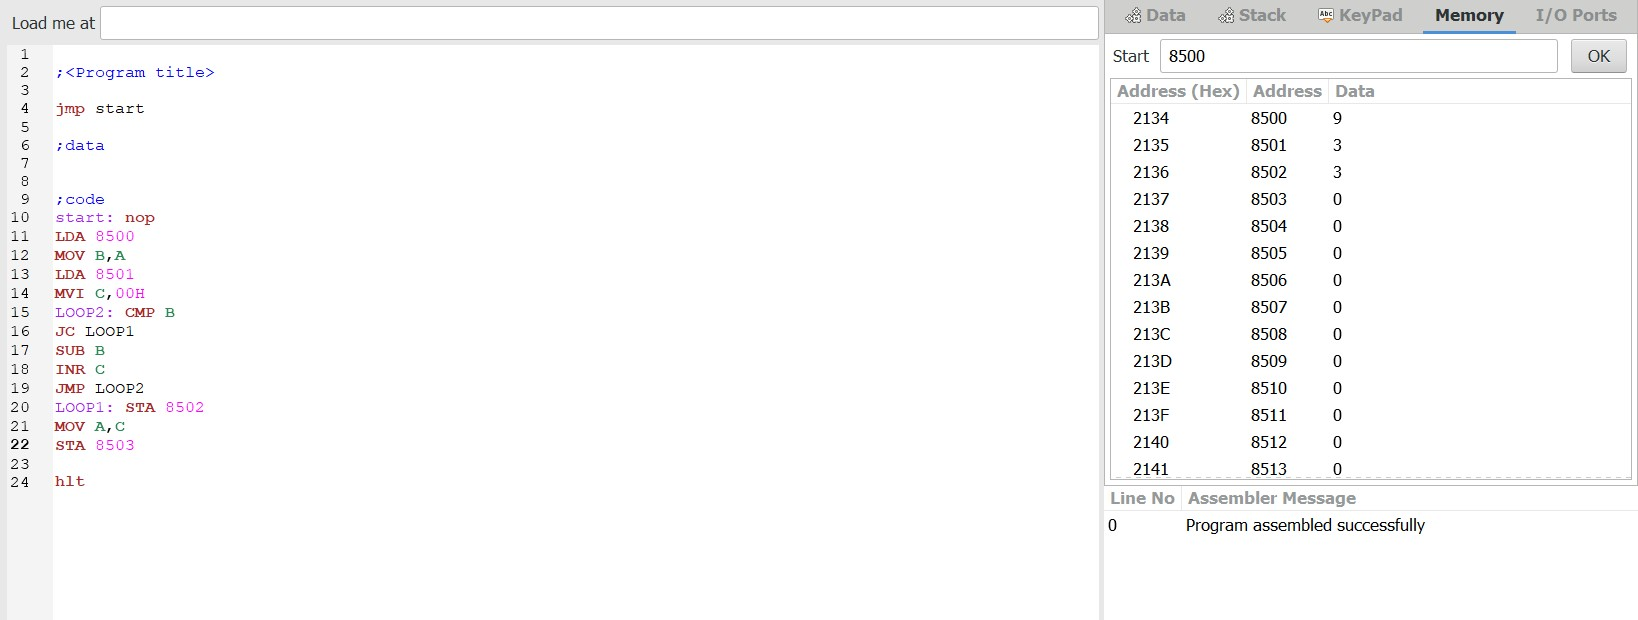 Load me at
1
2 ;<Program title>
3
4 jmp start
5
6 ;data
7
8
9 ;code
10 start: nop
11 LDA 8500
12 MOV B,A
13 LDA 8501
14 MVI C,00H
15 LOOP2: CMP B
16 JC LOOP1
17 SUB B
18 INR C
19 JMP LOOP2
20 LOOP1: STA 8502
21 MOV A,C
22 STA 8503
23
24 hlt
Data Stack KeyPad Memory I/O Ports
Start 8500 OK
Address (Hex) Address Data
2134 8500 9
2135 8501 3
2136 8502 3
2137 8503 0
2138 8504 0
2139 8505 0
213A 8506 0
213B 8507 0
213C 8508 0
213D 8509 0
213E 8510 0
213F 8511 0
2140 8512 0
2141 8513 0
Line No Assembler Message
0 Program assembled successfully